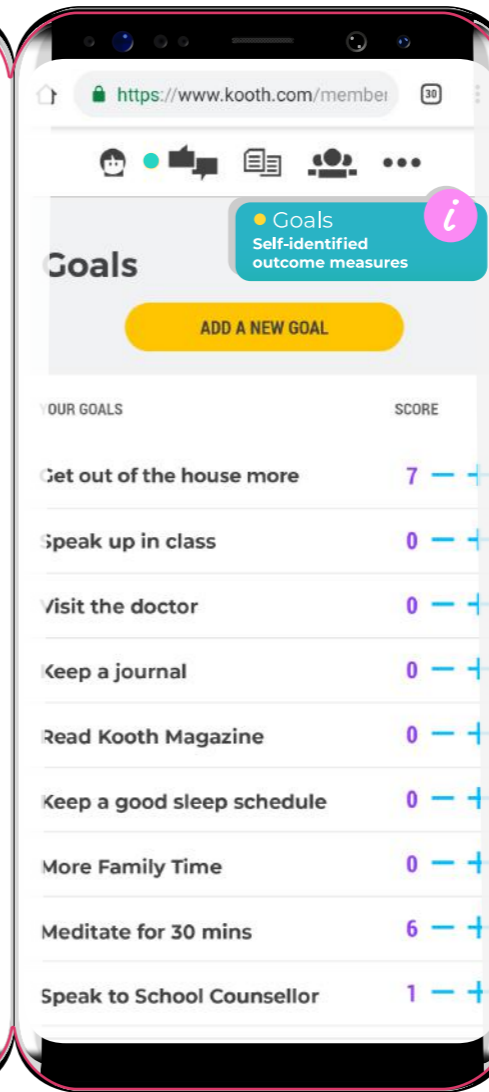 https://www.kooth.com/member
30
Goals
Self-identified
outcome measures
i
Goals
ADD A NEW GOAL
YOUR GOALS SCORE
Get out of the house more 7 — +
Speak up in class 0 — +
Visit the doctor 0 — +
Keep a journal 0 — +
Read Kooth Magazine 0 — +
Keep a good sleep schedule 0 — +
More Family Time 0 — +
Meditate for 30 mins 6 — +
Speak to School Counsellor 1 — +